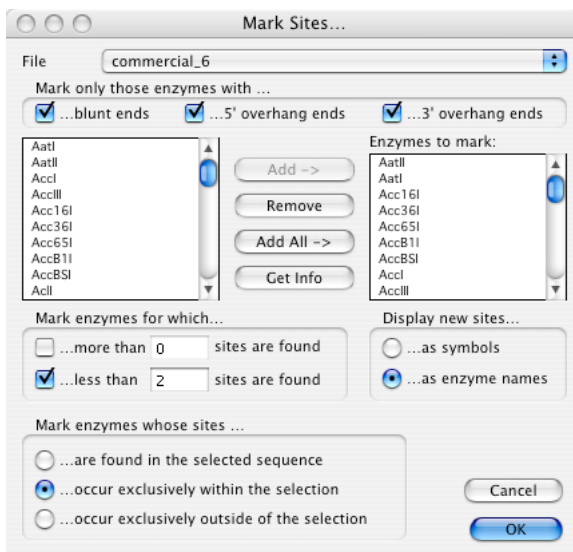 Mark Sites...
File
commercial_6
Mark only those enzymes with ...
...blunt ends
...5' overhang ends
...3' overhang ends
AatI
AatII
AccI
AccIII
Acc16I
Acc36I
Acc65I
AccB1I
AccBSI
AclI
Add ->
Remove
Add All ->
Get Info
Enzymes to mark:
AatII
AatI
Acc16I
Acc36I
Acc65I
AccB1I
AccBSI
AccI
AccIII
Mark enzymes for which...
...more than 0 sites are found
...less than 2 sites are found
Display new sites...
...as symbols
...as enzyme names
Mark enzymes whose sites ...
...are found in the selected sequence
...occur exclusively within the selection
...occur exclusively outside of the selection
Cancel
OK